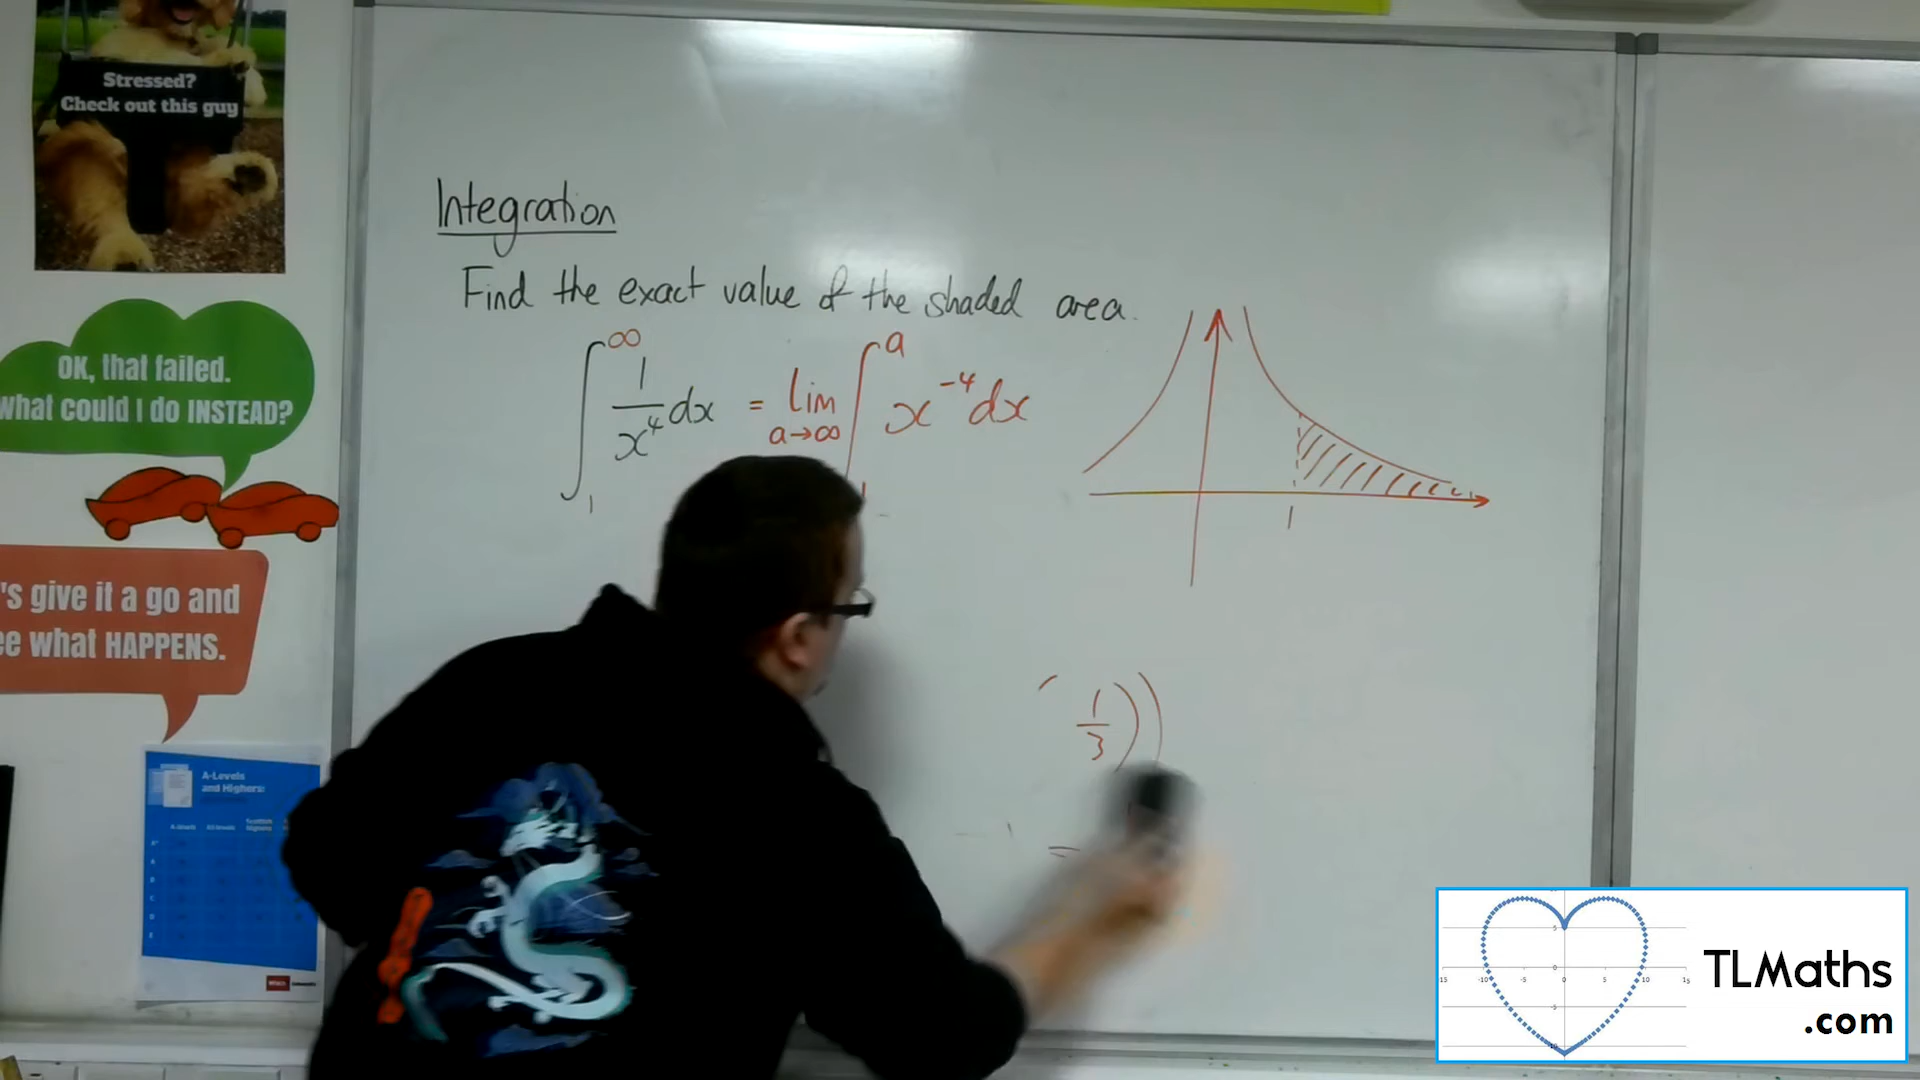 Stressed?
Check out this guy
OK, that failed.
what could I do INSTEAD?
's give it a go and
ee what HAPPENS.
A-Levels
and Highers:
Integration
Find the exact value of the shaded area.
∫₁^∞ 1/x⁴ dx = lim a→∞ ∫₁^a x⁻⁴ dx
1
1/3 ))
=
TLMaths
.com